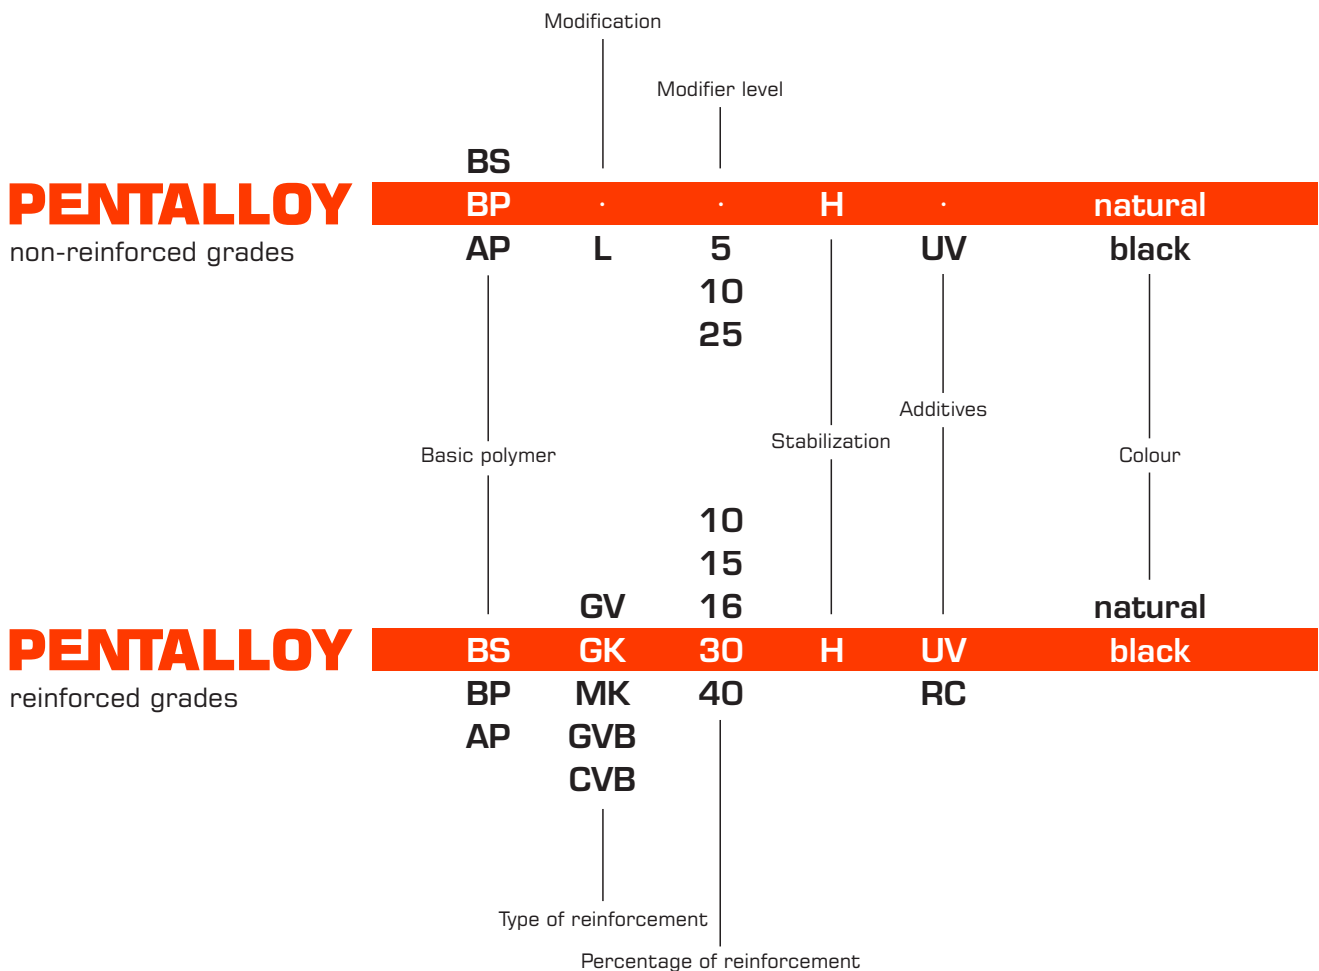 Modification
Modifier level
BS
PENTALLOY BP · · H · natural
non-reinforced grades AP L 5 UV black
10
25
Additives
Stabilization
Basic polymer Colour
10
15
GV 16 natural
PENTALLOY BS GK 30 H UV black
reinforced grades BP MK 40 RC
AP GVB
CVB
Type of reinforcement
Percentage of reinforcement